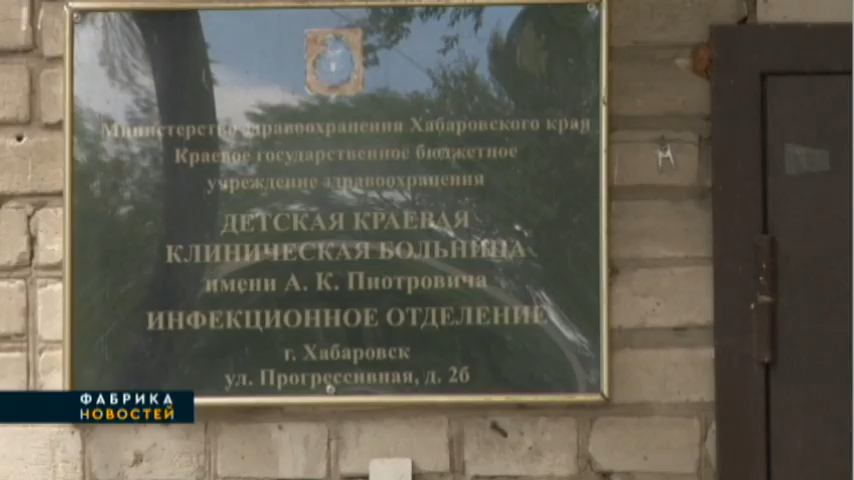 Министерство здравоохранения Хабаровского края
Краевое государственное бюджетное
учреждение здравоохранения
ДЕТСКАЯ КРАЕВАЯ
КЛИНИЧЕСКАЯ БОЛЬНИЦА
имени А. К. Пиотровича
ИНФЕКЦИОННОЕ ОТДЕЛЕНИЕ
г. Хабаровск
ул. Прогрессивная, д. 2б
ФАБРИКА
НОВОСТЕЙ